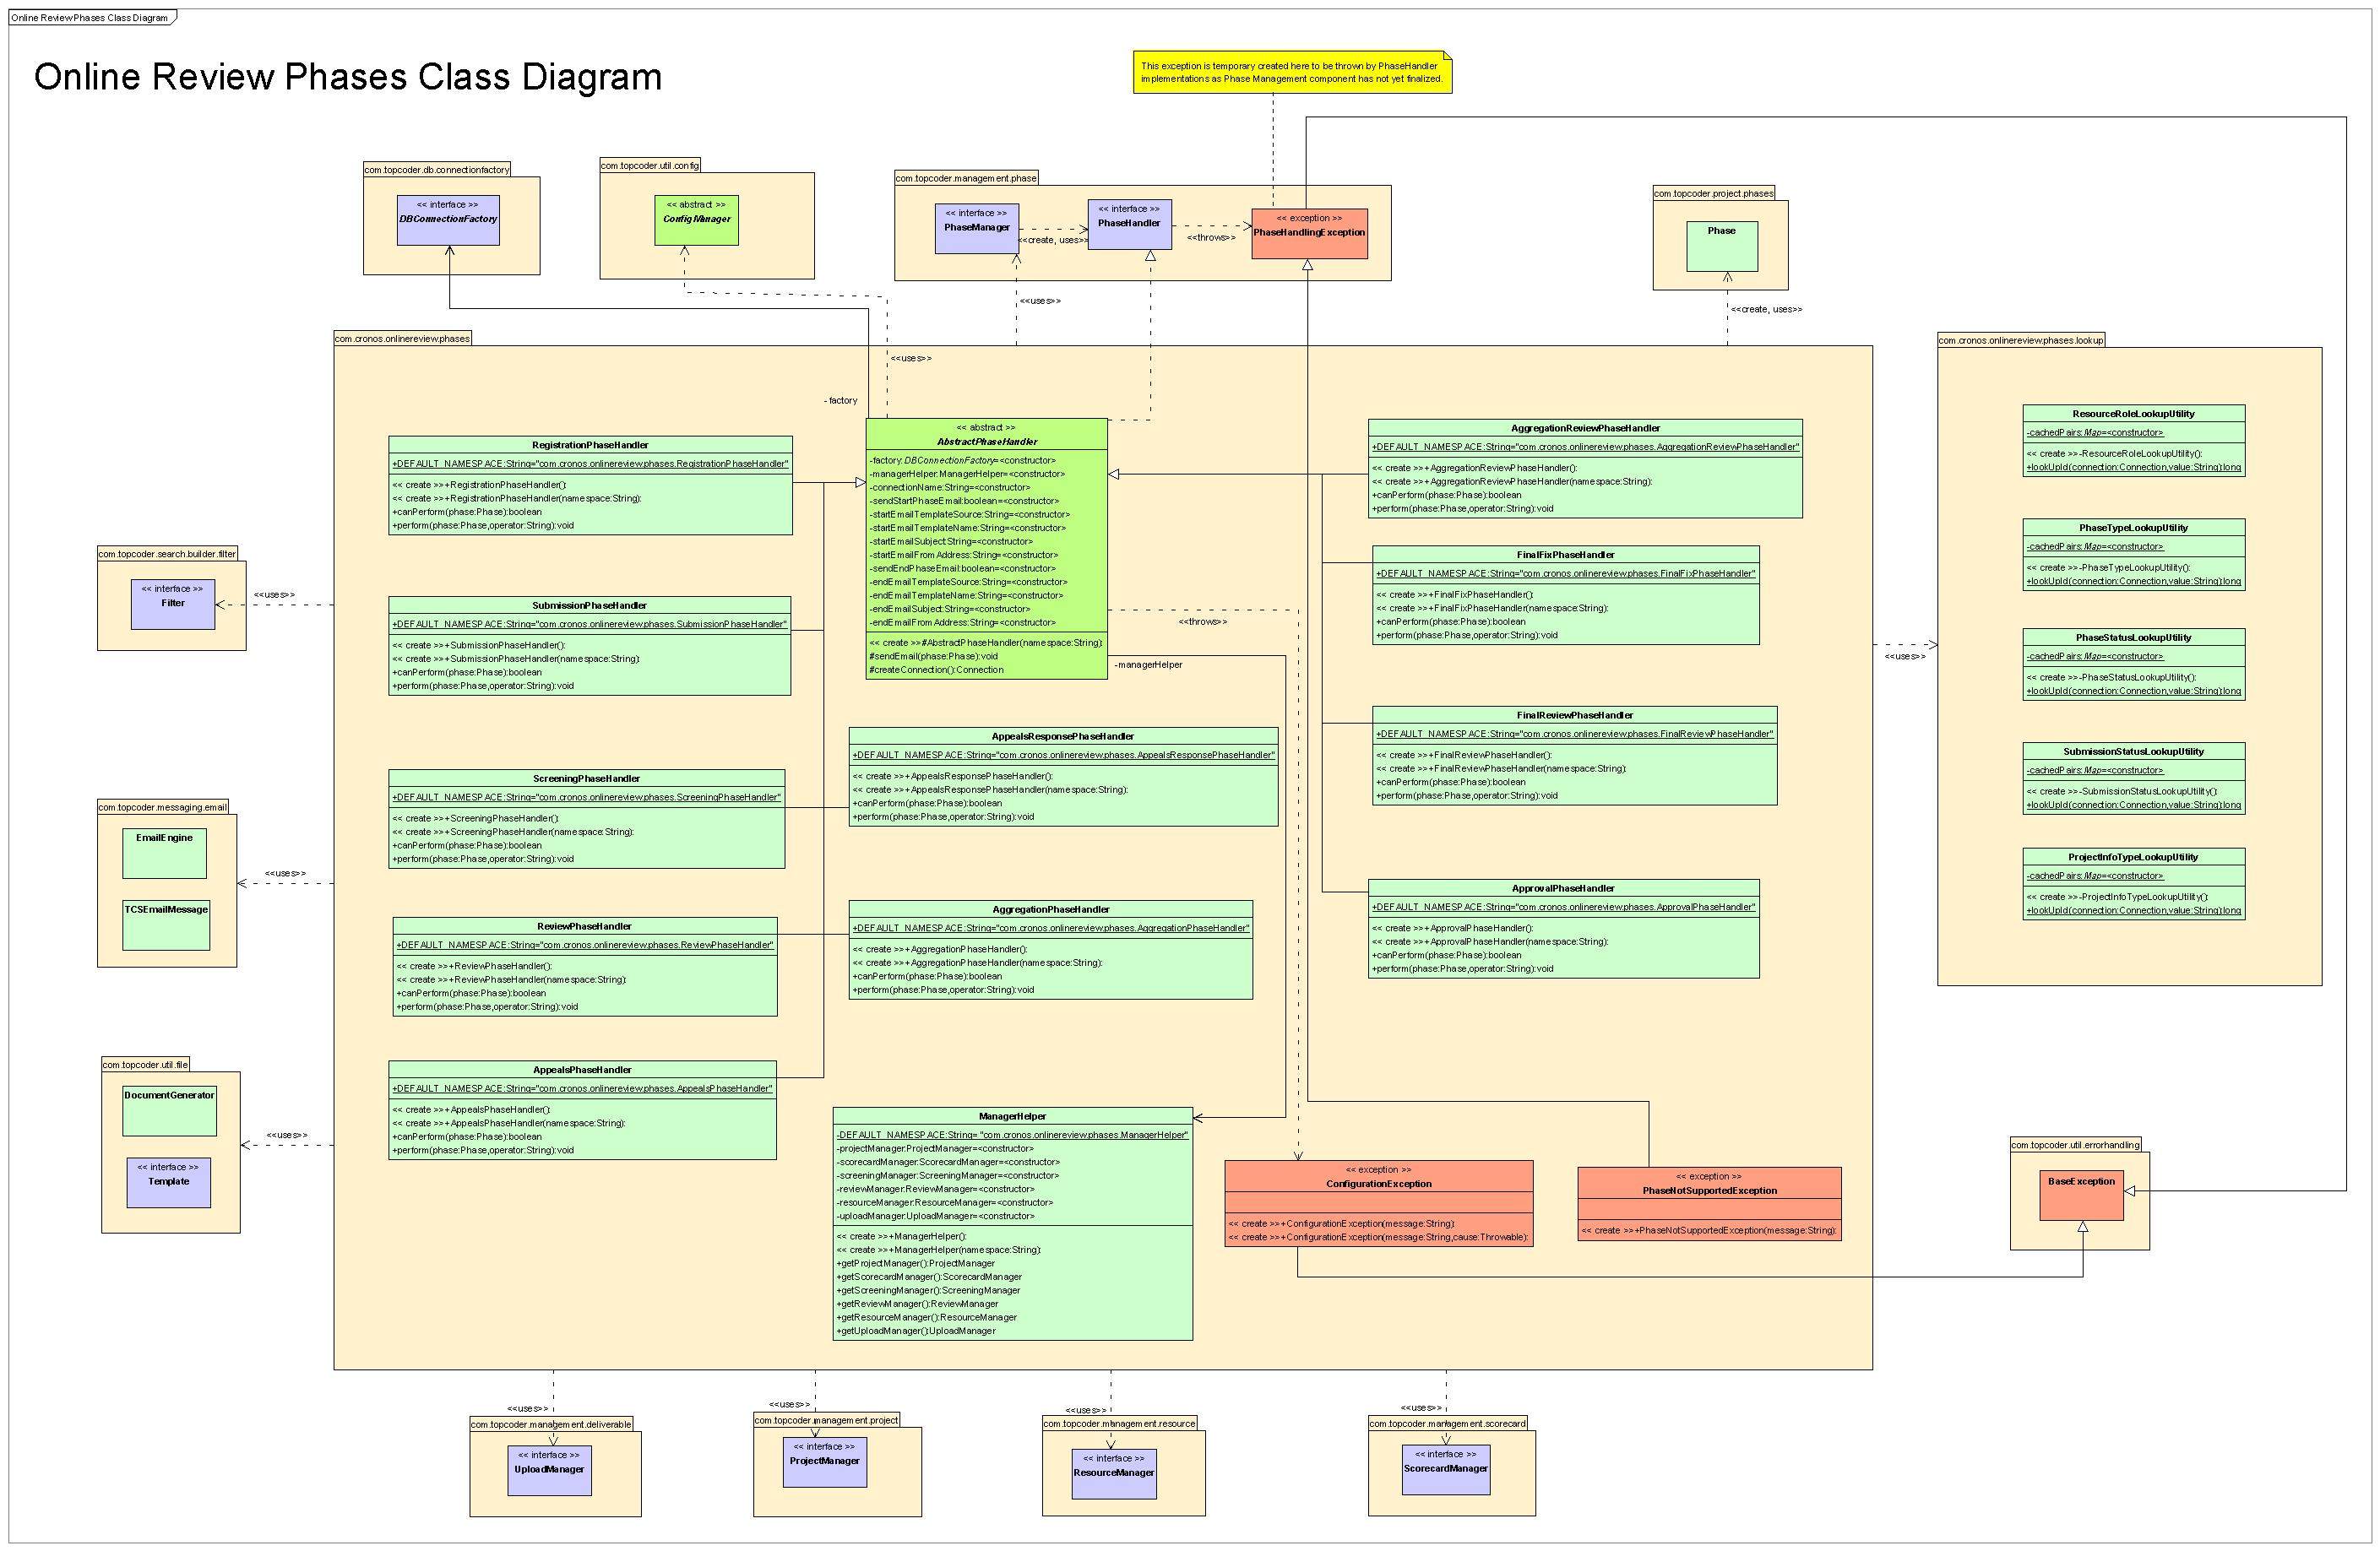 Online Review Phases Class Diagram
Online Review Phases Class Diagram
This exception is temporary created here to be thrown by PhaseHandler
implementations as Phase Management component has not yet finalized.
com.topcoder.db.connectionfactory
<< interface >>
DBConnectionFactory
com.topcoder.util.config
<< abstract >>
ConfigManager
com.topcoder.management.phase
<< interface >>
PhaseManager
<<create, uses>>
<< interface >>
PhaseHandler
<<throws>>
<< exception >>
PhaseHandlingException
com.topcoder.project.phases
Phase
<<uses>>
<<create, uses>>
<<uses>>
com.cronos.onlinereview.phases
- factory
RegistrationPhaseHandler
+DEFAULT_NAMESPACE:String="com.cronos.onlinereview.phases.RegistrationPhaseHandler"
<< create >>+RegistrationPhaseHandler():
<< create >>+RegistrationPhaseHandler(namespace:String):
+canPerform(phase:Phase):boolean
+perform(phase:Phase,operator:String):void
SubmissionPhaseHandler
+DEFAULT_NAMESPACE:String="com.cronos.onlinereview.phases.SubmissionPhaseHandler"
<< create >>+SubmissionPhaseHandler():
<< create >>+SubmissionPhaseHandler(namespace:String):
+canPerform(phase:Phase):boolean
+perform(phase:Phase,operator:String):void
ScreeningPhaseHandler
+DEFAULT_NAMESPACE:String="com.cronos.onlinereview.phases.ScreeningPhaseHandler"
<< create >>+ScreeningPhaseHandler():
<< create >>+ScreeningPhaseHandler(namespace:String):
+canPerform(phase:Phase):boolean
+perform(phase:Phase,operator:String):void
ReviewPhaseHandler
+DEFAULT_NAMESPACE:String="com.cronos.onlinereview.phases.ReviewPhaseHandler"
<< create >>+ReviewPhaseHandler():
<< create >>+ReviewPhaseHandler(namespace:String):
+canPerform(phase:Phase):boolean
+perform(phase:Phase,operator:String):void
AppealsPhaseHandler
+DEFAULT_NAMESPACE:String="com.cronos.onlinereview.phases.AppealsPhaseHandler"
<< create >>+AppealsPhaseHandler():
<< create >>+AppealsPhaseHandler(namespace:String):
+canPerform(phase:Phase):boolean
+perform(phase:Phase,operator:String):void
<< abstract >>
AbstractPhaseHandler
-factory:DBConnectionFactory=<constructor>
-managerHelper:ManagerHelper=<constructor>
-connectionName:String=<constructor>
-sendStartPhaseEmail:boolean=<constructor>
-startEmailTemplateSource:String=<constructor>
-startEmailTemplateName:String=<constructor>
-startEmailSubject:String=<constructor>
-startEmailFromAddress:String=<constructor>
-sendEndPhaseEmail:boolean=<constructor>
-endEmailTemplateSource:String=<constructor>
-endEmailTemplateName:String=<constructor>
-endEmailSubject:String=<constructor>
-endEmailFromAddress:String=<constructor>
<< create >>#AbstractPhaseHandler(namespace:String)
#sendEmail(phase:Phase):void
#createConnection():Connection
<<throws>>
-managerHelper
AppealsResponsePhaseHandler
+DEFAULT_NAMESPACE:String="com.cronos.onlinereview.phases.AppealsResponsePhaseHandler"
<< create >>+AppealsResponsePhaseHandler():
<< create >>+AppealsResponsePhaseHandler(namespace:String):
+canPerform(phase:Phase):boolean
+perform(phase:Phase,operator:String):void
AggregationPhaseHandler
+DEFAULT_NAMESPACE:String="com.cronos.onlinereview.phases.AggregationPhaseHandler"
<< create >>+AggregationPhaseHandler():
<< create >>+AggregationPhaseHandler(namespace:String):
+canPerform(phase:Phase):boolean
+perform(phase:Phase,operator:String):void
ManagerHelper
-DEFAULT_NAMESPACE:String= "com.cronos.onlinereview.phases.ManagerHelper"
-projectManager:ProjectManager=<constructor>
-scorecardManager:ScorecardManager=<constructor>
-screeningManager:ScreeningManager=<constructor>
-reviewManager:ReviewManager=<constructor>
-resourceManager:ResourceManager=<constructor>
-uploadManager:UploadManager=<constructor>
<< create >>+ManagerHelper():
<< create >>+ManagerHelper(namespace:String):
+getProjectManager():ProjectManager
+getScorecardManager():ScorecardManager
+getScreeningManager():ScreeningManager
+getReviewManager():ReviewManager
+getResourceManager():ResourceManager
+getUploadManager():UploadManager
AggregationReviewPhaseHandler
+DEFAULT_NAMESPACE:String="com.cronos.onlinereview.phases.AggregationReviewPhaseHandler"
<< create >>+AggregationReviewPhaseHandler():
<< create >>+AggregationReviewPhaseHandler(namespace:String):
+canPerform(phase:Phase):boolean
+perform(phase:Phase,operator:String):void
FinalFixPhaseHandler
+DEFAULT_NAMESPACE:String="com.cronos.onlinereview.phases.FinalFixPhaseHandler"
<< create >>+FinalFixPhaseHandler():
<< create >>+FinalFixPhaseHandler(namespace:String):
+canPerform(phase:Phase):boolean
+perform(phase:Phase,operator:String):void
FinalReviewPhaseHandler
+DEFAULT_NAMESPACE:String="com.cronos.onlinereview.phases.FinalReviewPhaseHandler"
<< create >>+FinalReviewPhaseHandler():
<< create >>+FinalReviewPhaseHandler(namespace:String):
+canPerform(phase:Phase):boolean
+perform(phase:Phase,operator:String):void
ApprovalPhaseHandler
+DEFAULT_NAMESPACE:String="com.cronos.onlinereview.phases.ApprovalPhaseHandler"
<< create >>+ApprovalPhaseHandler():
<< create >>+ApprovalPhaseHandler(namespace:String):
+canPerform(phase:Phase):boolean
+perform(phase:Phase,operator:String):void
<< exception >>
ConfigurationException
<< create >>+ConfigurationException(message:String):
<< create >>+ConfigurationException(message:String,cause:Throwable):
<< exception >>
PhaseNotSupportedException
<< create >>+PhaseNotSupportedException(message:String):
<<uses>>
com.cronos.onlinereview.phases.lookup
ResourceRoleLookupUtility
-cachedPairs:Map=<constructor>
<< create >>-ResourceRoleLookupUtility():
+lookUpId(connection:Connection,value:String):long
PhaseTypeLookupUtility
-cachedPairs:Map=<constructor>
<< create >>-PhaseTypeLookupUtility():
+lookUpId(connection:Connection,value:String):long
PhaseStatusLookupUtility
-cachedPairs:Map=<constructor>
<< create >>-PhaseStatusLookupUtility():
+lookUpId(connection:Connection,value:String):long
SubmissionStatusLookupUtility
-cachedPairs:Map=<constructor>
<< create >>-SubmissionStatusLookupUtility():
+lookUpId(connection:Connection,value:String):long
ProjectInfoTypeLookupUtility
-cachedPairs:Map=<constructor>
<< create >>-ProjectInfoTypeLookupUtility():
+lookUpId(connection:Connection,value:String):long
com.topcoder.util.errorhandling
BaseException
com.topcoder.search.builder.filter
<< interface >>
Filter
<<uses>>
com.topcoder.messaging.email
EmailEngine
TCSEmailMessage
<<uses>>
com.topcoder.util.file
DocumentGenerator
<< interface >>
Template
<<uses>>
<<uses>>
com.topcoder.management.deliverable
<< interface >>
UploadManager
<<uses>>
com.topcoder.management.project
<< interface >>
ProjectManager
<<uses>>
com.topcoder.management.resource
<< interface >>
ResourceManager
<<uses>>
com.topcoder.management.scorecard
<< interface >>
ScorecardManager